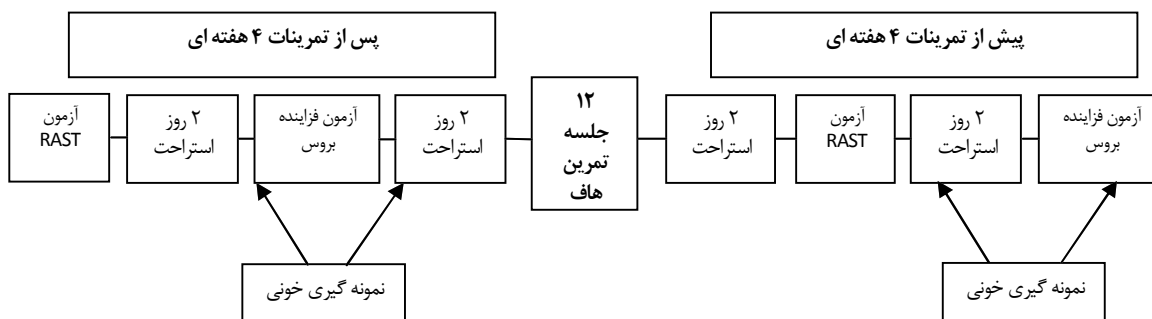 پیش از تمرینات ۴ هفته ای
آزمون فزاینده
بروس
۲ روز
استراحت
آزمون
RAST
۲ روز
استراحت
۱۲
جلسه
تمرین
هاف
پس از تمرینات ۴ هفته ای
۲ روز
استراحت
آزمون فزاینده
بروس
۲ روز
استراحت
آزمون
RAST
نمونه گیری خونی
نمونه گیری خونی